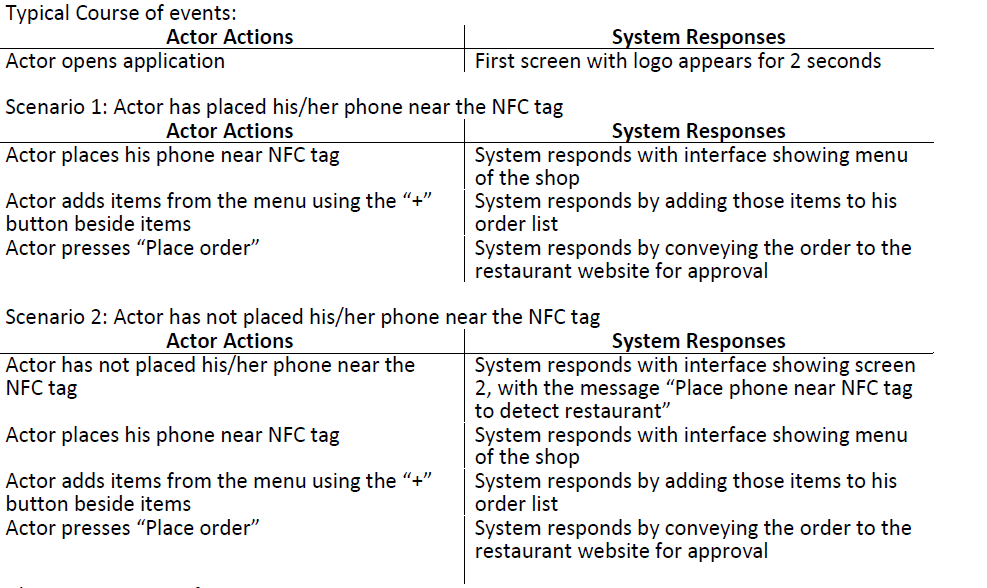 Typical Course of events:
Actor Actions
System Responses
Actor opens application
First screen with logo appears for 2 seconds
Scenario 1: Actor has placed his/her phone near the NFC tag
Actor Actions
System Responses
Actor places his phone near NFC tag
System responds with interface showing menu
of the shop
Actor adds items from the menu using the “+”
button beside items
System responds by adding those items to his
order list
Actor presses “Place order”
System responds by conveying the order to the
restaurant website for approval
Scenario 2: Actor has not placed his/her phone near the NFC tag
Actor Actions
System Responses
Actor has not placed his/her phone near the
NFC tag
System responds with interface showing screen
2, with the message “Place phone near NFC tag
to detect restaurant”
Actor places his phone near NFC tag
System responds with interface showing menu
of the shop
Actor adds items from the menu using the “+”
button beside items
System responds by adding those items to his
order list
Actor presses “Place order”
System responds by conveying the order to the
restaurant website for approval